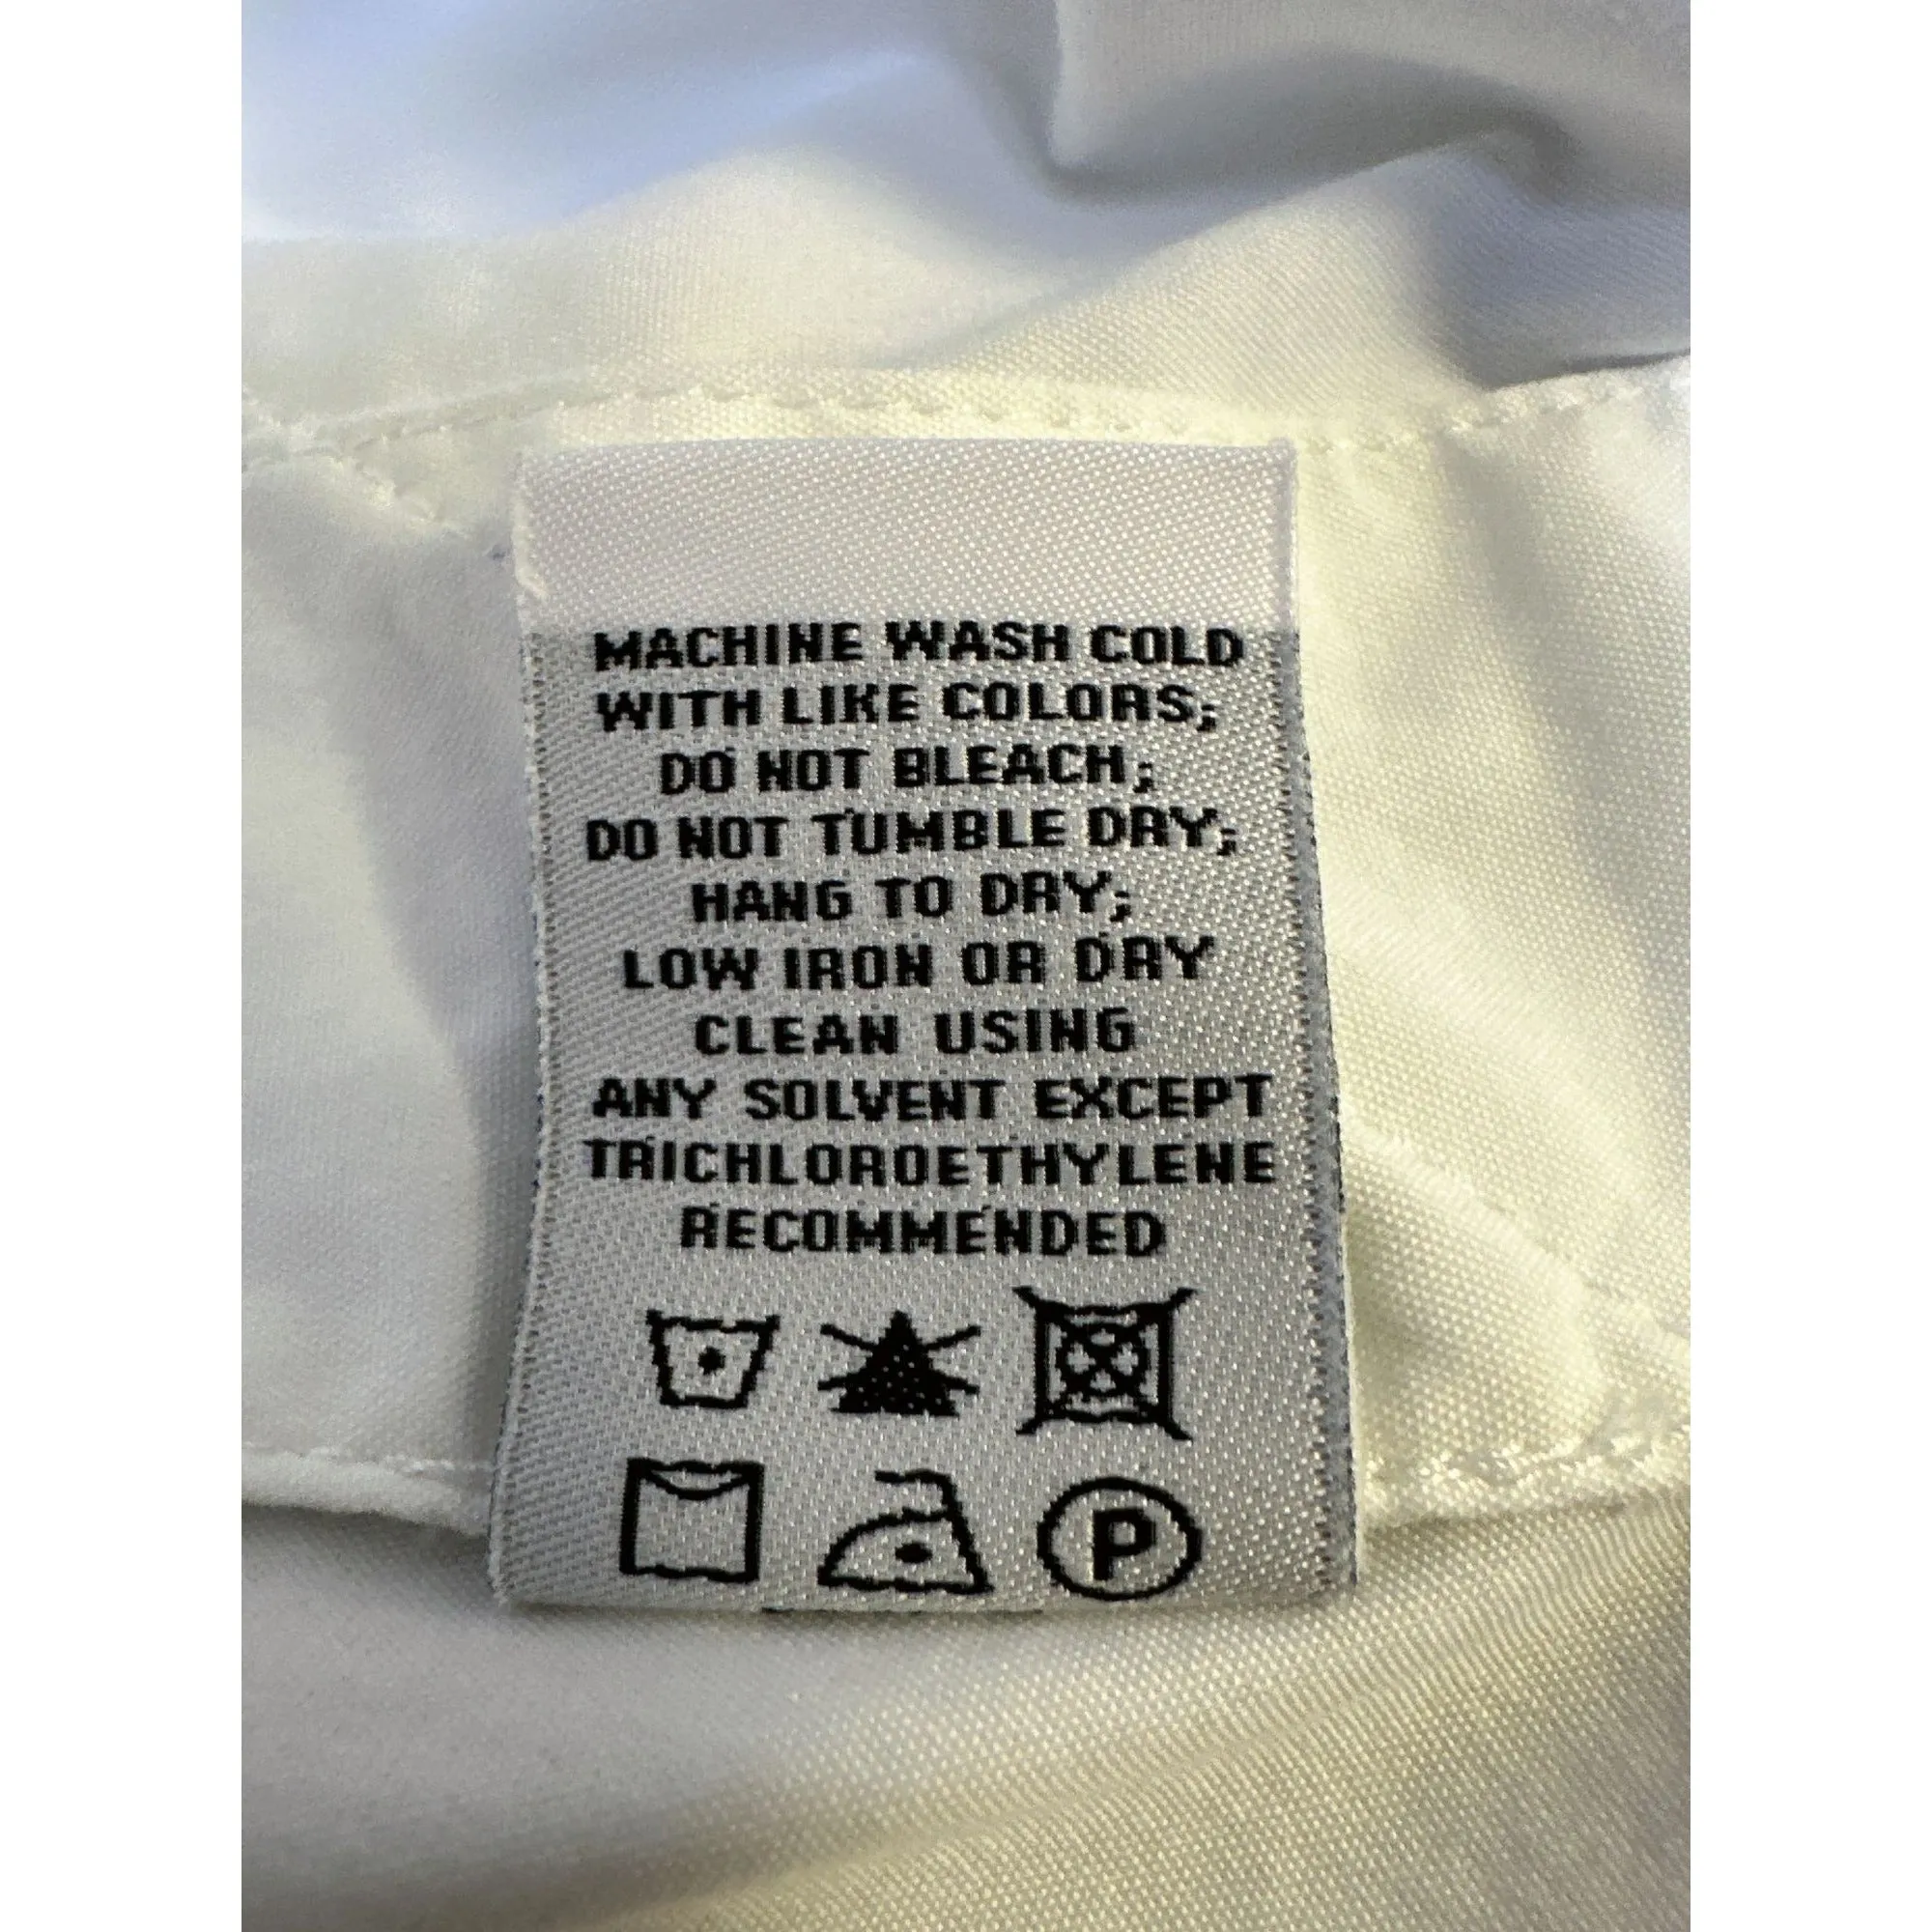 MACHINE WASH COLD
WITH LIKE COLORS;
DO NOT BLEACH;
DO NOT TUMBLE DRY;
HANG TO DRY;
LOW IRON OR DRY
CLEAN USING
ANY SOLVENT EXCEPT
TRICHLOROETHYLENE
RECOMMENDED
P